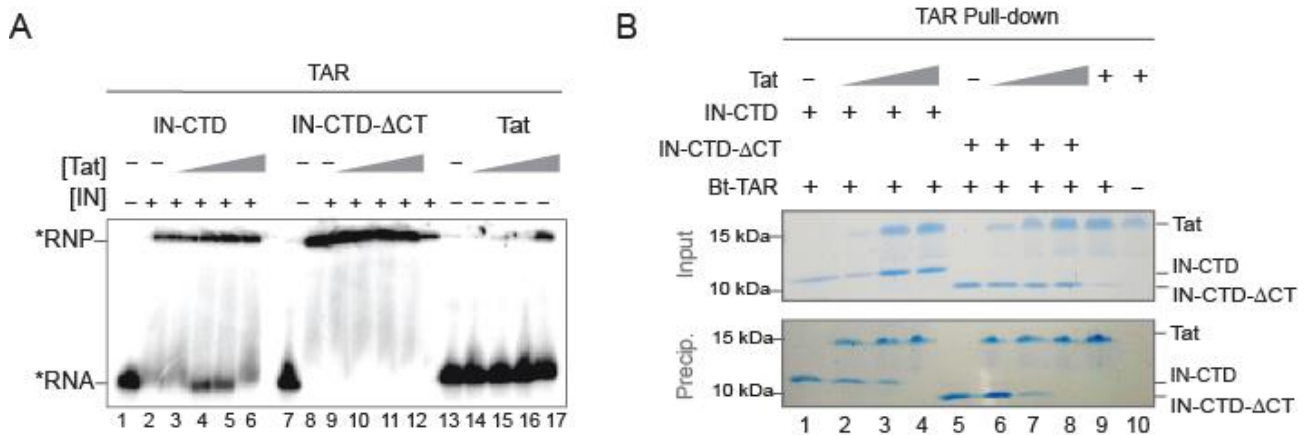 A
TAR
IN-CTD IN-CTD-ΔCT Tat
[Tat] – – – – –
[IN] + + + + + – + + + + + – – – – –
*RNP
*RNA
1 2 3 4 5 6 7 8 9 10 11 12 13 14 15 16 17
B
TAR Pull-down
Tat – – + +
IN-CTD + + + +
IN-CTD-ΔCT + + + +
Bt-TAR + + + + + + + + + –
Input
15 kDa
10 kDa
Tat
IN-CTD
IN-CTD-ΔCT
Precip.
15 kDa
10 kDa
Tat
IN-CTD
IN-CTD-ΔCT
1 2 3 4 5 6 7 8 9 10